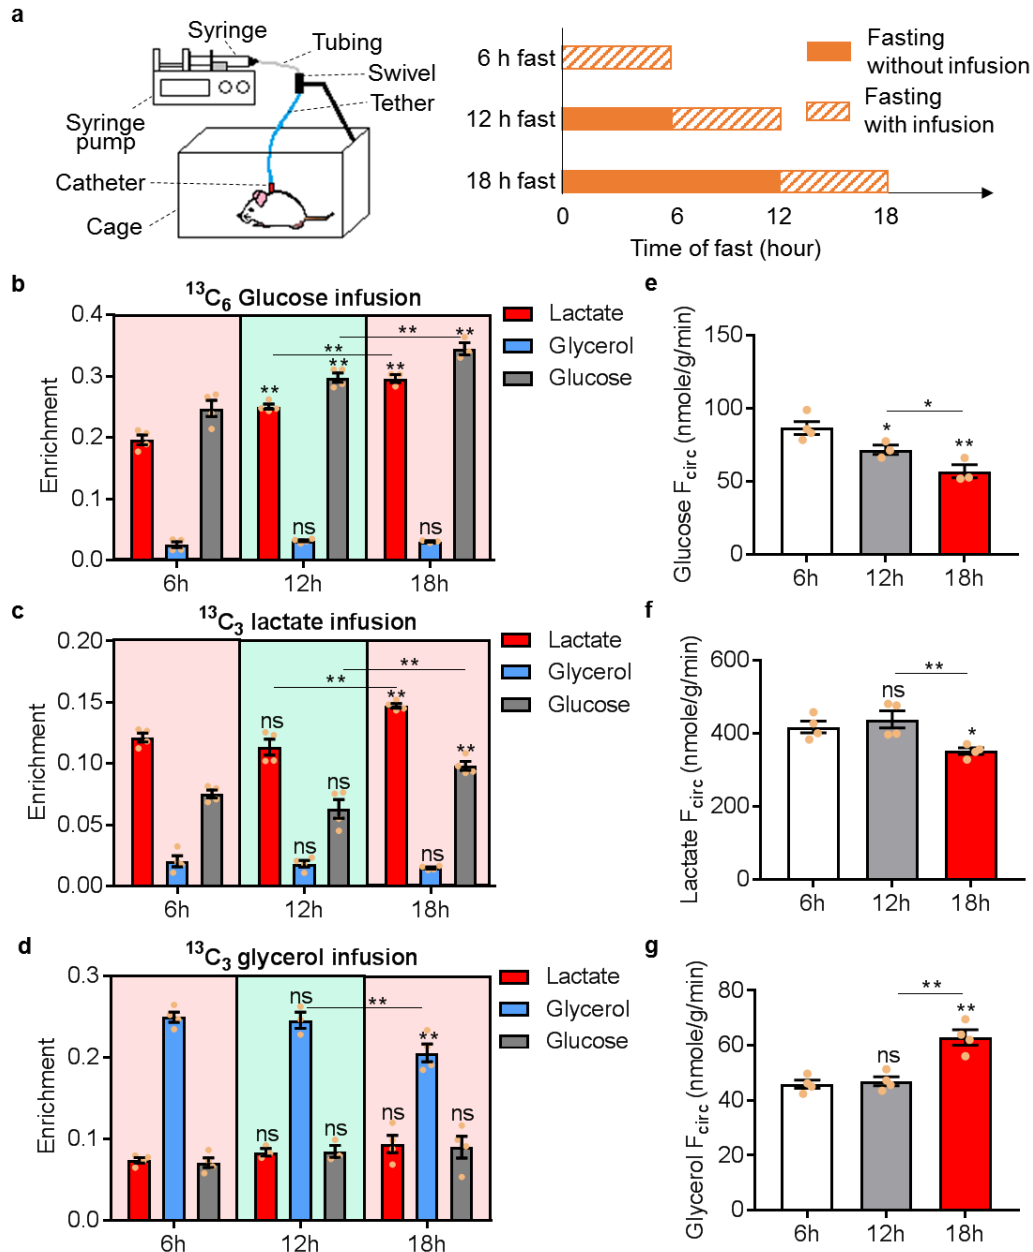 a
Syringe
Tubing
Swivel
Tether
Syringe
pump
Catheter
Cage
6 h fast
12 h fast
18 h fast
0 6 12 18
Time of fast (hour)
Fasting
without infusion
Fasting
with infusion
b
¹³C₆ Glucose infusion
Enrichment
0.4
0.3
0.2
0.1
0.0
** ns ** ** ns **
** **
6h 12h 18h
Lactate
Glycerol
Glucose
c
¹³C₃ lactate infusion
Enrichment
0.20
0.15
0.10
0.05
0.00
ns ns ns ** ns **
** **
6h 12h 18h
Lactate
Glycerol
Glucose
d
¹³C₃ glycerol infusion
Enrichment
0.3
0.2
0.1
0.0
ns ns ns ns ** ns
**
6h 12h 18h
Lactate
Glycerol
Glucose
e
Glucose F_circ (nmole/g/min)
150
100
50
0
* ** *
6h 12h 18h
f
Lactate F_circ (nmole/g/min)
600
400
200
0
ns * **
6h 12h 18h
g
Glycerol F_circ (nmole/g/min)
80
60
40
20
0
ns ** **
6h 12h 18h